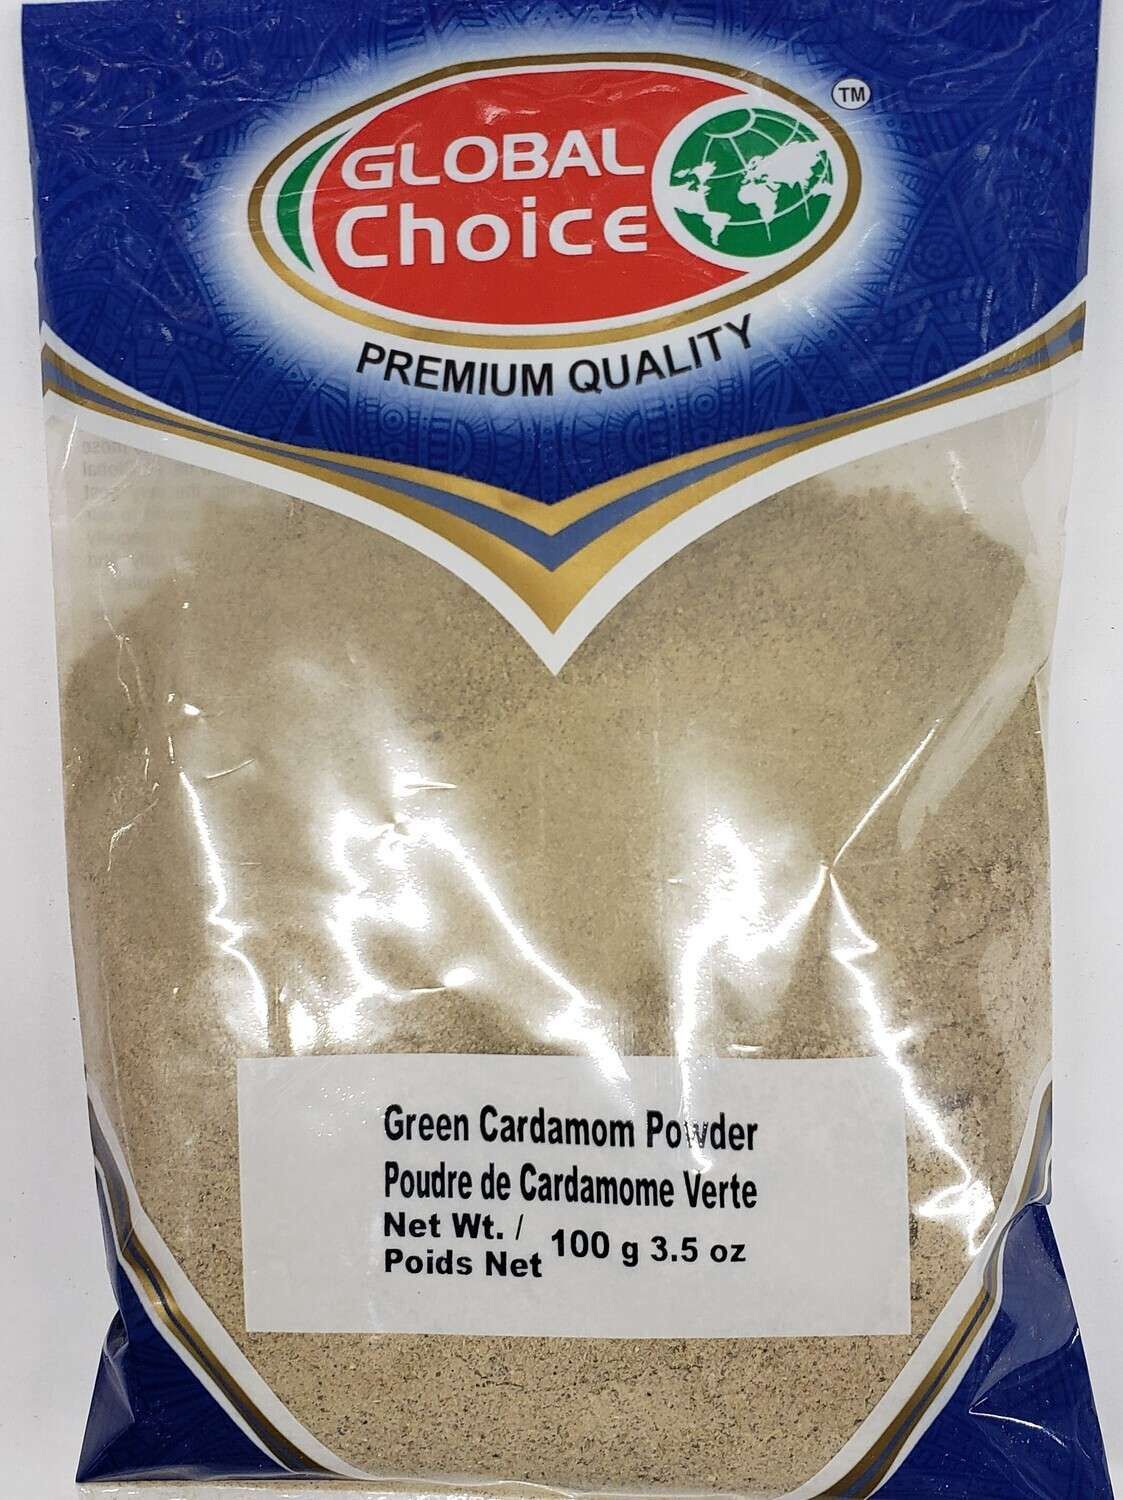 GLOBAL
Choice
TM
PREMIUM QUALITY
Green Cardamom Powder
Poudre de Cardamome Verte
Net Wt. /
Poids Net
100 g 3.5 oz